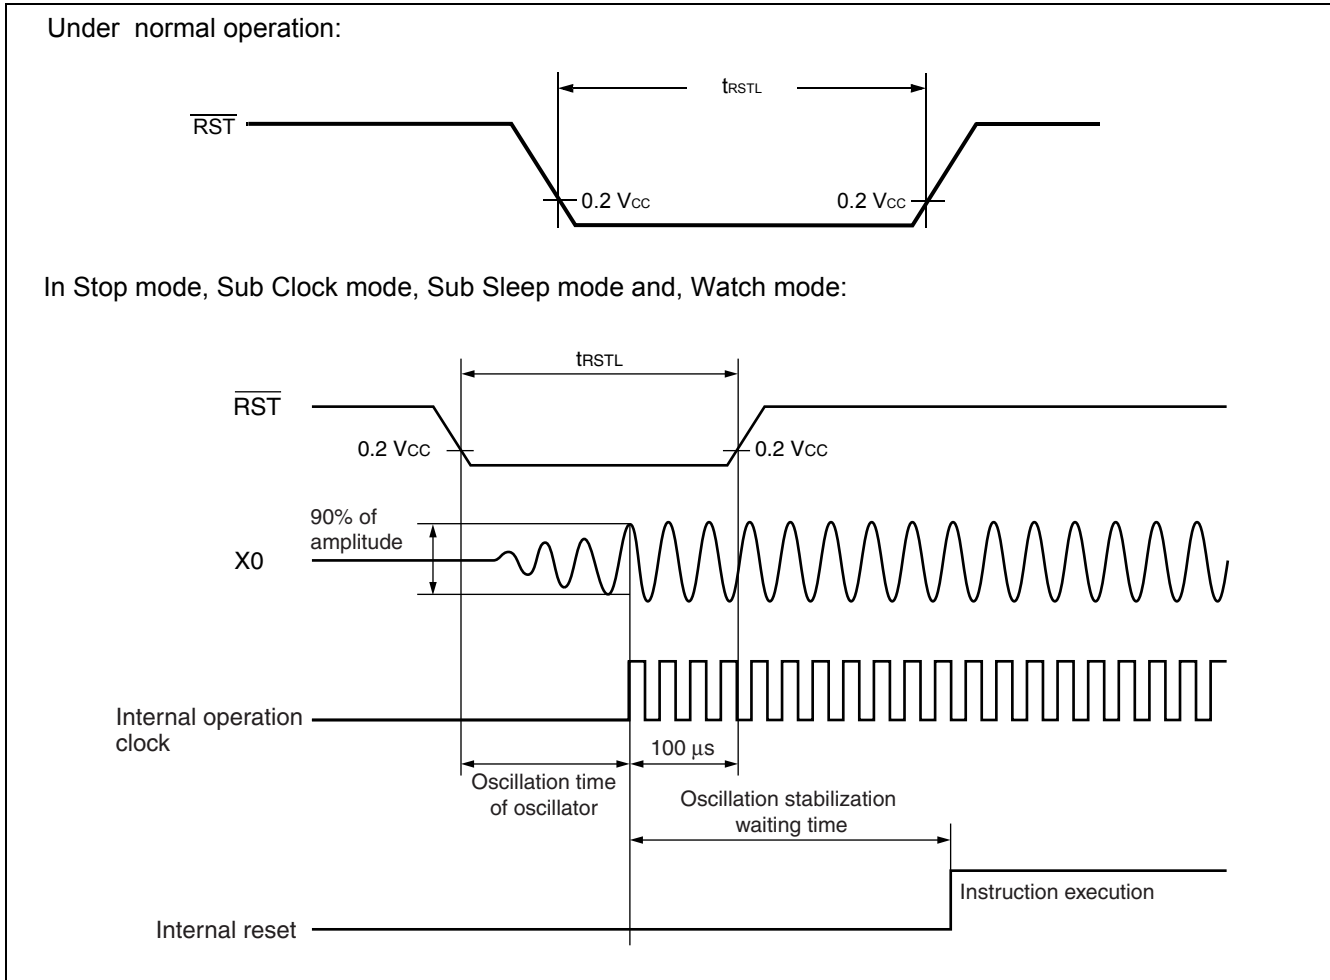 Under normal operation:
tRSTL
RST
0.2 VCC
0.2 VCC
In Stop mode, Sub Clock mode, Sub Sleep mode and, Watch mode:
tRSTL
RST
0.2 VCC
0.2 VCC
90% of
amplitude
X0
Internal operation
clock
100 μs
Oscillation time
of oscillator
Oscillation stabilization
waiting time
Instruction execution
Internal reset